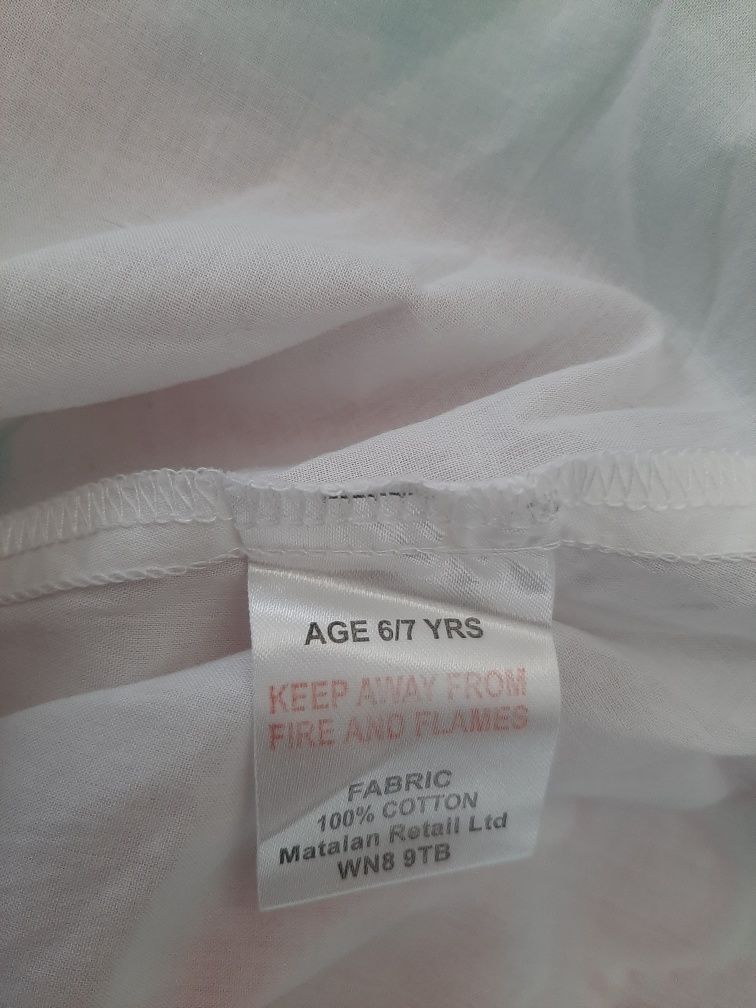 AGE 6/7 YRS
KEEP AWAY FROM
FIRE AND FLAMES
FABRIC
100% COTTON
Matalan Retail Ltd
WN8 9TB